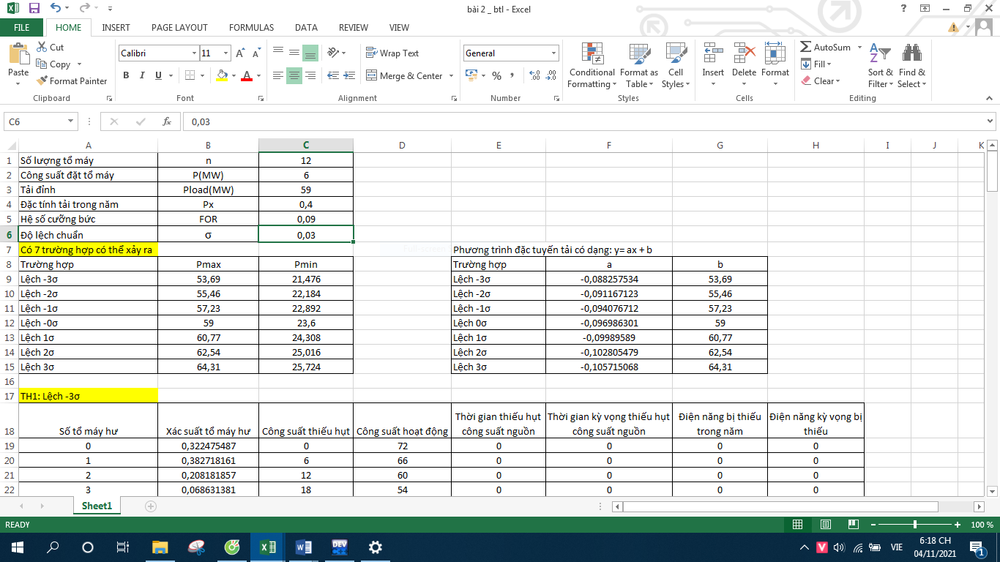 bài 2 _ btl - Excel
FILE HOME INSERT PAGE LAYOUT FORMULAS DATA REVIEW VIEW
Paste
Cut
Copy
Format Painter
Calibri 11
B I U
Wrap Text
Merge & Center
General
%
Conditional Formatting
Format as Table
Cell Styles
Insert
Delete
Format
AutoSum
Fill
Clear
Sort & Filter
Find & Select
Clipboard Font Alignment Number Styles Cells Editing
C6 fx 0,03
A B C D E F G H I J K
1 Số lượng tổ máy n 12
2 Công suất đặt tổ máy P(MW) 6
3 Tải đỉnh Pload(MW) 59
4 Đặc tính tải trong năm Px 0,4
5 Hệ số cưỡng bức FOR 0,09
6 Độ lệch chuẩn σ 0,03
7 Có 7 trường hợp có thể xảy ra Phương trình đặc tuyến tải có dạng: y= ax + b
8 Trường hợp Pmax Pmin Trường hợp a b
9 Lệch -3σ 53,69 21,476 Lệch -3σ -0,088257534 53,69
10 Lệch -2σ 55,46 22,184 Lệch -2σ -0,091167123 55,46
11 Lệch -1σ 57,23 22,892 Lệch -1σ -0,094076712 57,23
12 Lệch -0σ 59 23,6 Lệch 0σ -0,096986301 59
13 Lệch 1σ 60,77 24,308 Lệch 1σ -0,09989589 60,77
14 Lệch 2σ 62,54 25,016 Lệch 2σ -0,102805479 62,54
15 Lệch 3σ 64,31 25,724 Lệch 3σ -0,105715068 64,31
16
17 TH1: Lệch -3σ
18 Số tổ máy hư Xác suất tổ máy hư Công suất thiếu hụt Công suất hoạt động Thời gian thiếu hụt công suất nguồn Thời gian kỳ vọng thiếu hụt công suất nguồn Điện năng bị thiếu trong năm Điện năng kỳ vọng bị thiếu
19 0 0,322475487 0 72 0 0 0 0
20 1 0,382718161 6 66 0 0 0 0
21 2 0,208181857 12 60 0 0 0 0
22 3 0,068631381 18 54 0 0 0 0
Sheet1
READY 100 %
DEV
VIE
6:18 CH
04/11/2021
1